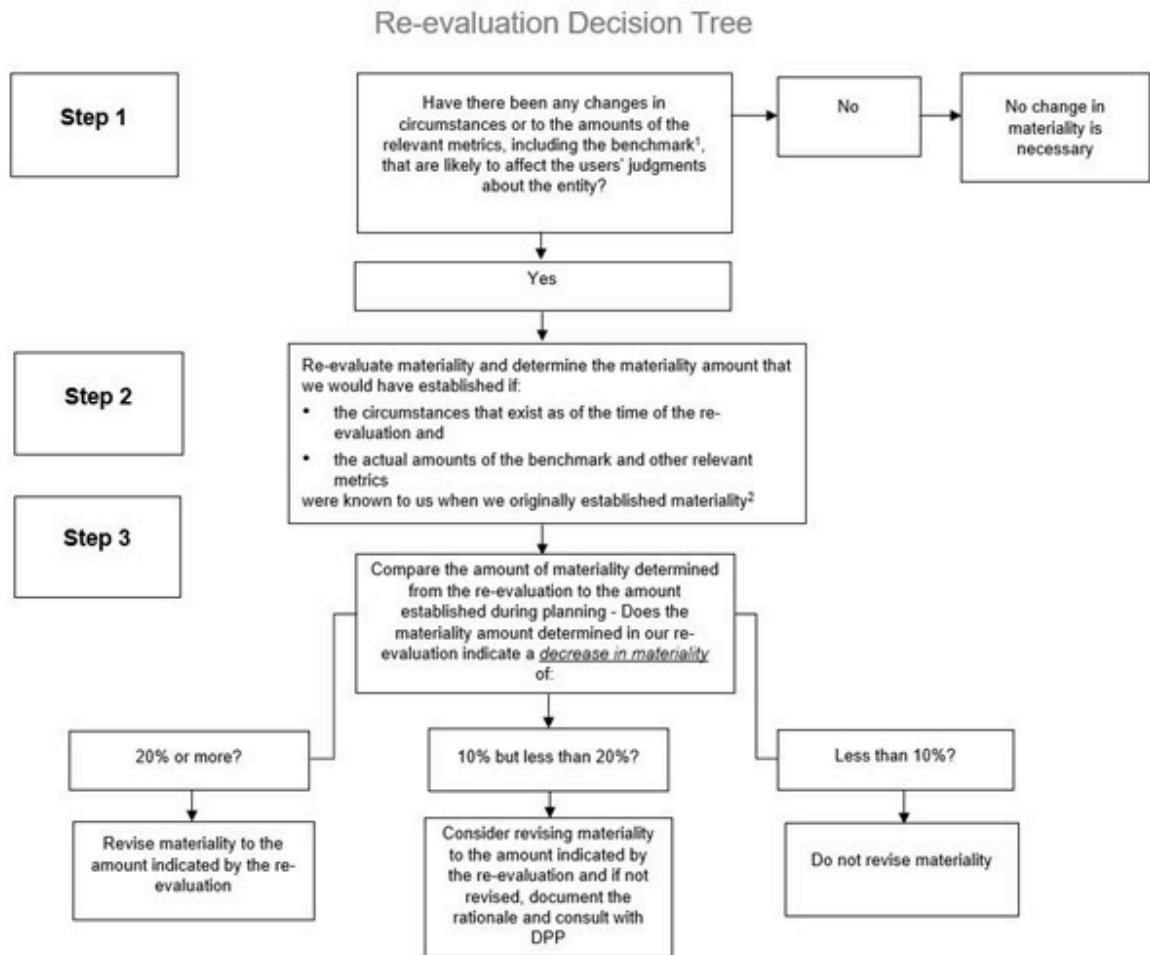 Re-evaluation Decision Tree
Step 1
Have there been any changes in
circumstances or to the amounts of the
relevant metrics, including the benchmark¹,
that are likely to affect the users' judgments
about the entity?
No
No change in
materiality is
necessary
Yes
Step 2
Re-evaluate materiality and determine the materiality amount that
we would have established if:
• the circumstances that exist as of the time of the re-
evaluation and
• the actual amounts of the benchmark and other relevant
metrics
were known to us when we originally established materiality²
Step 3
Compare the amount of materiality determined
from the re-evaluation to the amount
established during planning - Does the
materiality amount determined in our re-
evaluation indicate a decrease in materiality
of:
20% or more?
10% but less than 20%?
Less than 10%?
Revise materiality to the
amount indicated by the re-
evaluation
Consider revising materiality
to the amount indicated by
the re-evaluation and if not
revised, document the
rationale and consult with
DPP
Do not revise materiality